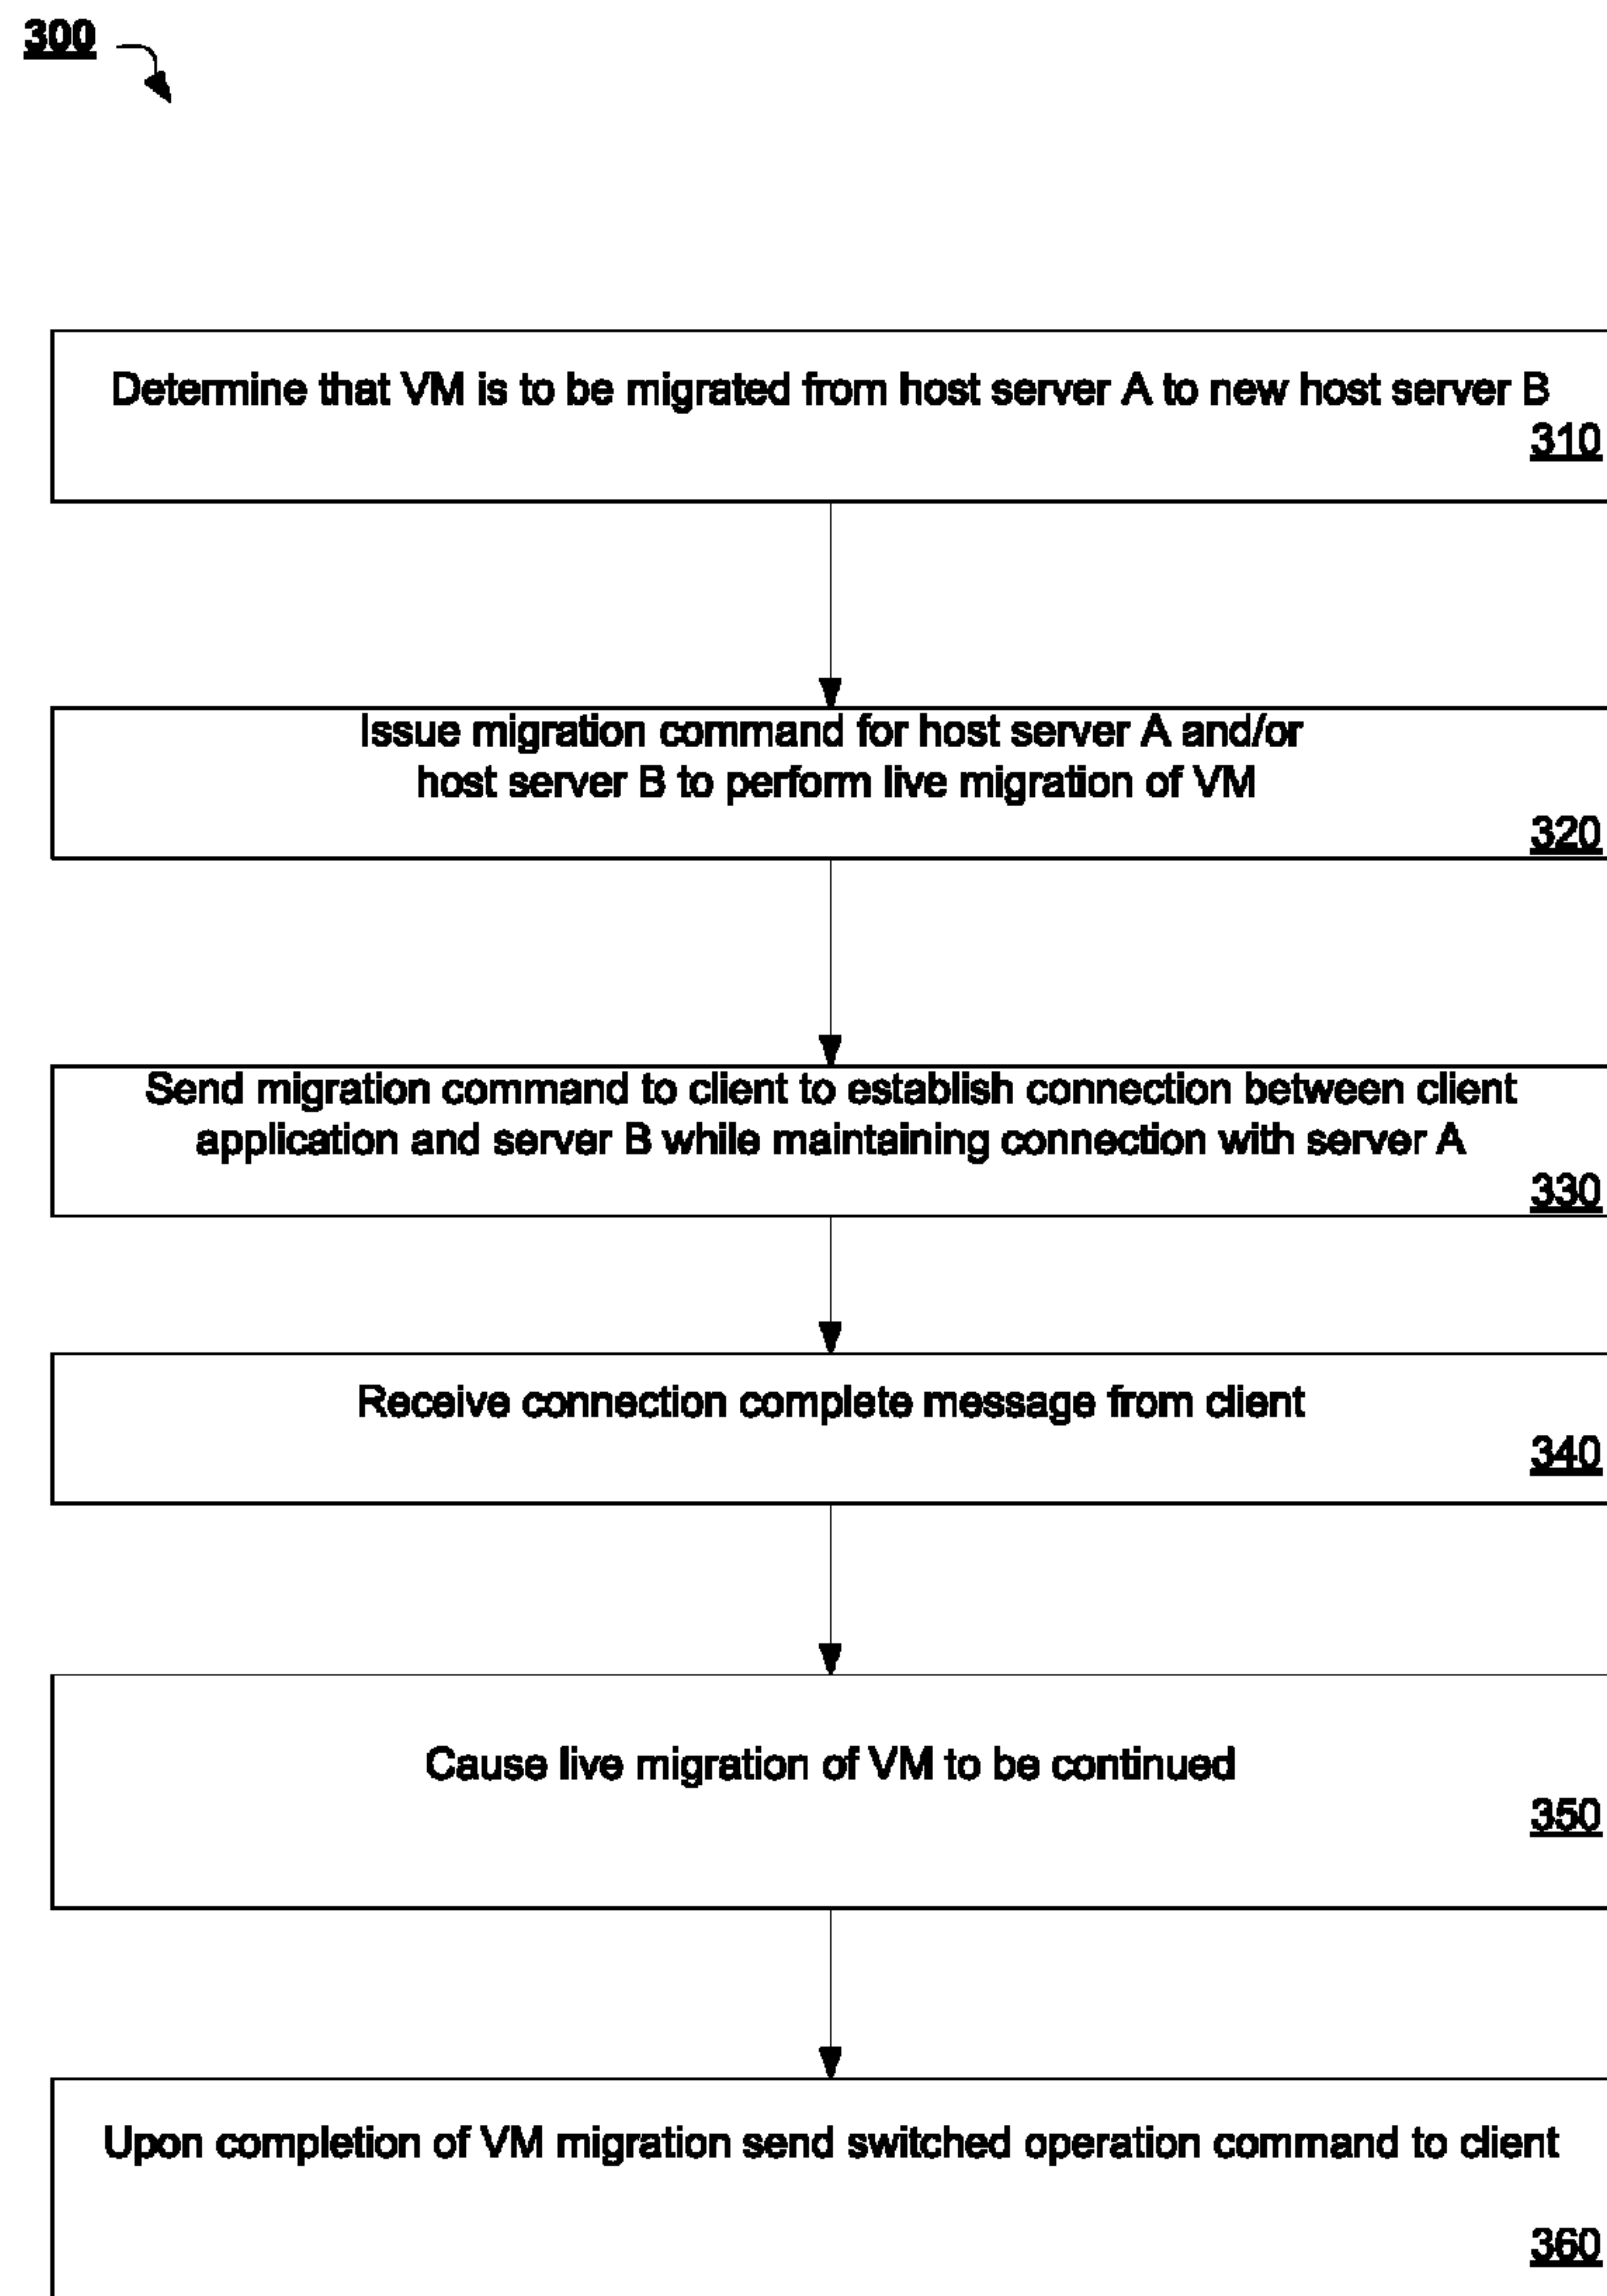 300
Determine that VM is to be migrated from host server A to new host server B
310
Issue migration command for host server A and/or
host server B to perform live migration of VM
320
Send migration command to client to establish connection between client
application and server B while maintaining connection with server A
330
Receive connection complete message from client
340
Cause live migration of VM to be continued
350
Upon completion of VM migration send switched operation command to client
360